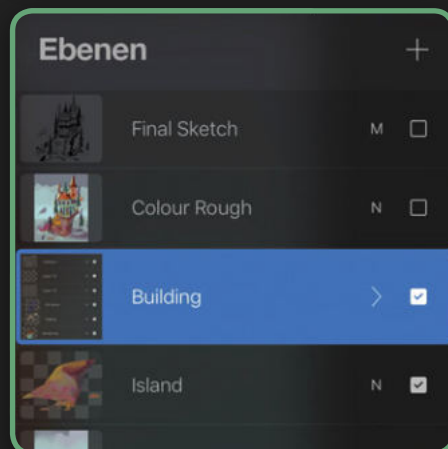 Ebenen
Final Sketch M
Colour Rough N
Building
Island N